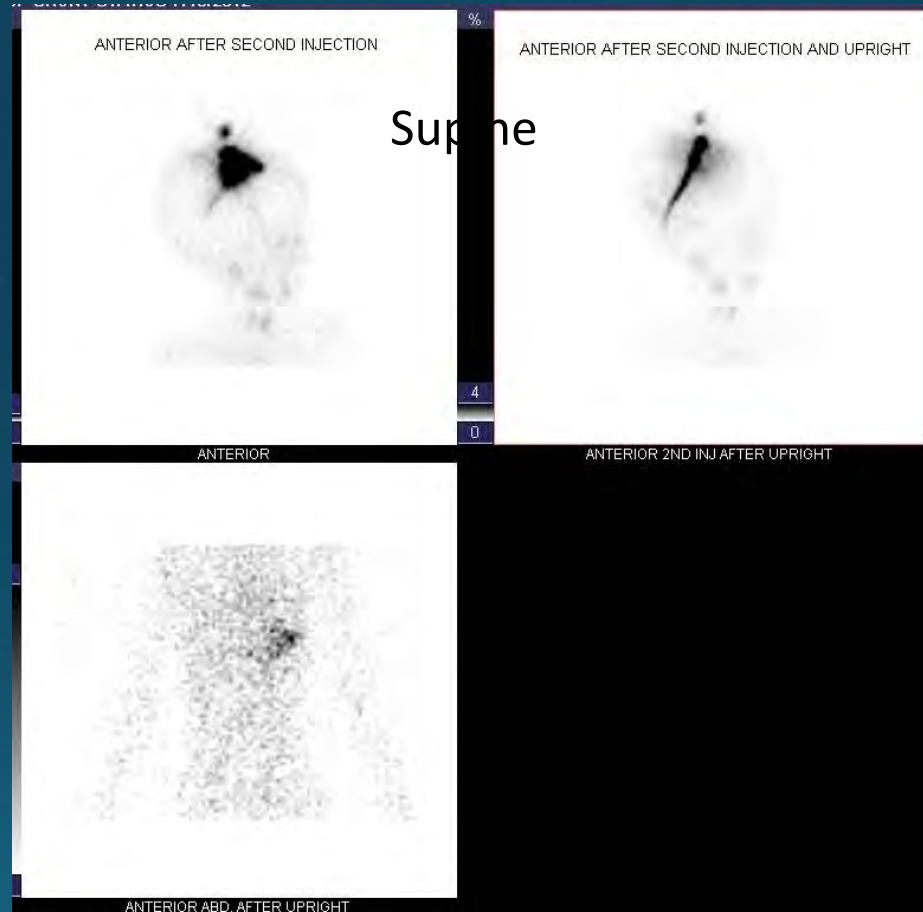 %
ANTERIOR AFTER SECOND INJECTION
ANTERIOR AFTER SECOND INJECTION AND UPRIGHT
Supine
4
0
ANTERIOR
ANTERIOR 2ND INJ AFTER UPRIGHT
ANTERIOR ABD. AFTER UPRIGHT